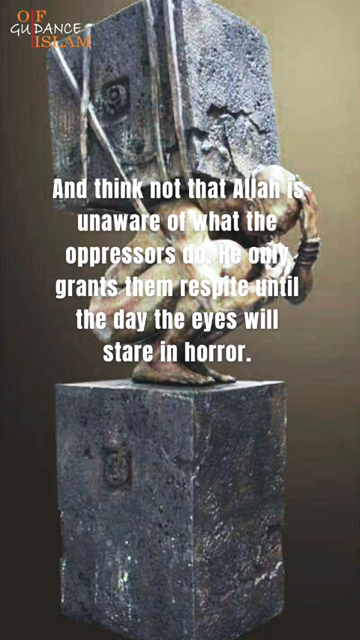 OF
GUDANCE
ISLAM
And think not that Allah is
unaware of what the
oppressors do. He only
grants them respite until
the day the eyes will
stare in horror.